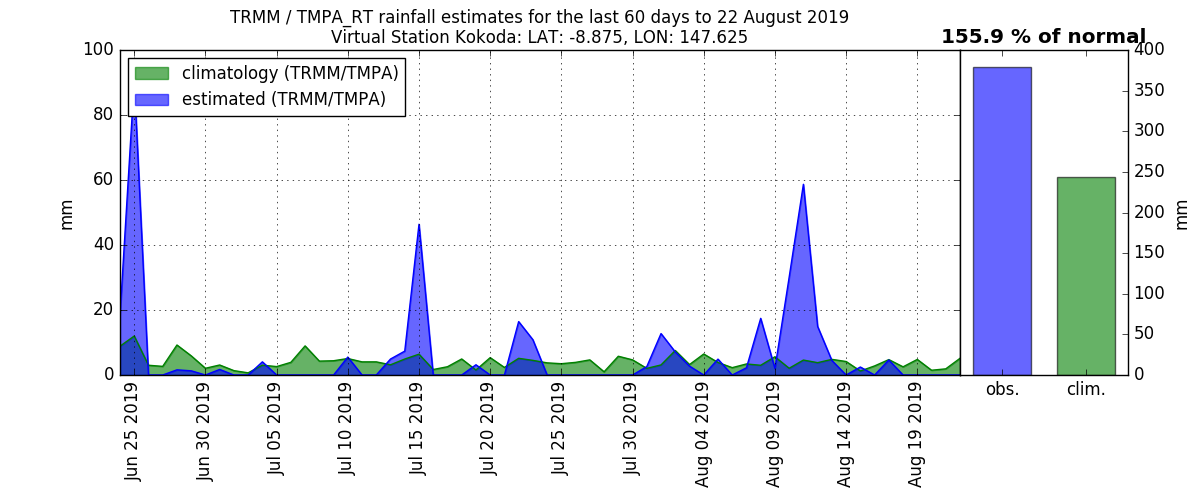 TRMM / TMPA_RT rainfall estimates for the last 60 days to 22 August 2019
Virtual Station Kokoda: LAT: -8.875, LON: 147.625
155.9 % of normal
climatology (TRMM/TMPA)
estimated (TRMM/TMPA)
mm
100
80
60
40
20
0
Jun 25 2019
Jun 30 2019
Jul 05 2019
Jul 10 2019
Jul 15 2019
Jul 20 2019
Jul 25 2019
Jul 30 2019
Aug 04 2019
Aug 09 2019
Aug 14 2019
Aug 19 2019
obs.
clim.
400
350
300
250
200
150
100
50
0
mm